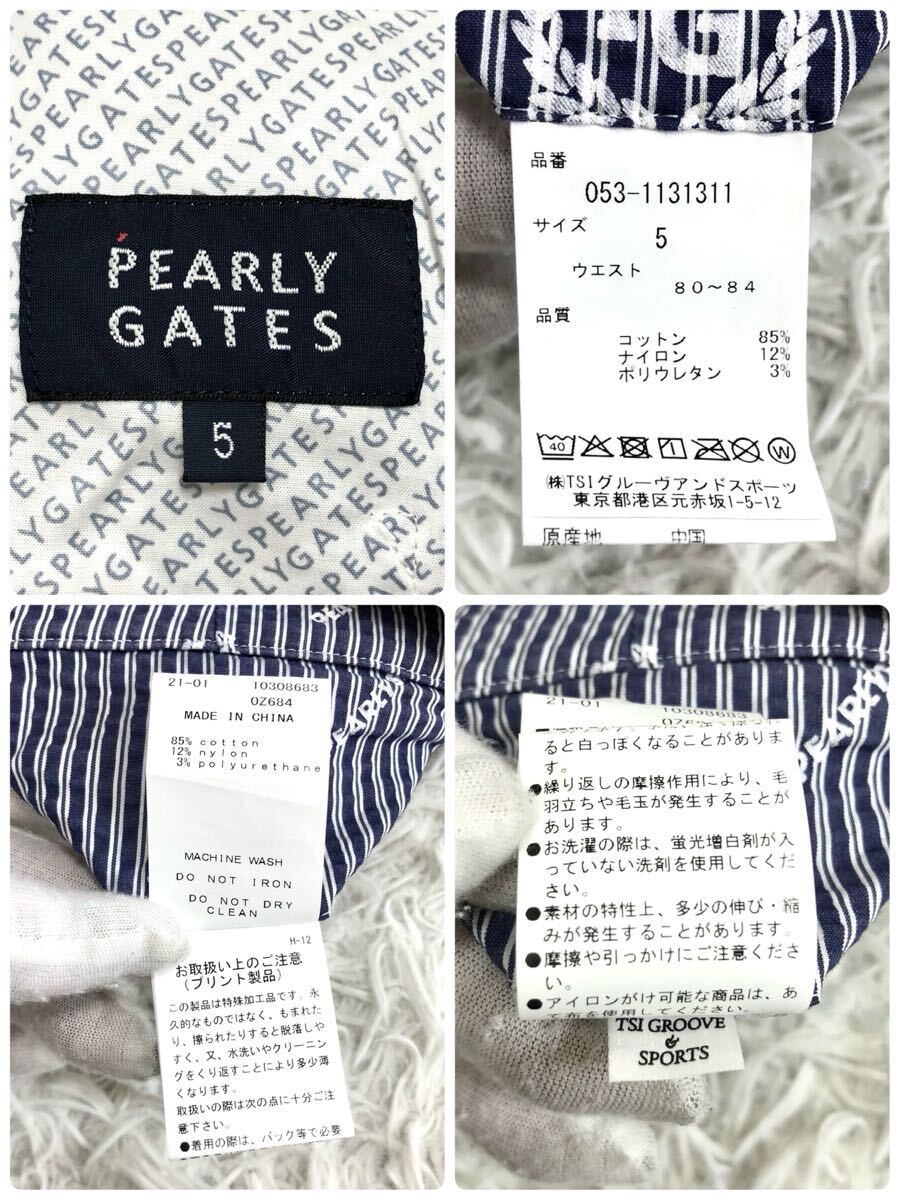 PEARLYGATESPEARLYGATESPEARLYGATES
PEARLY
GATES
5
PG
品番
053-1131311
サイズ
5
ウエスト
80～84
品質
コットン 85%
ナイロン 12%
ポリウレタン 3%
40
W
㈱TSIグルーヴアンドスポーツ
東京都港区元赤坂1-5-12
原産地 中国
PEARLY
21-01 10308683
0Z684
MADE IN CHINA
85% cotton
12% nylon
3% polyurethane
MACHINE WASH
DO NOT IRON
DO NOT DRY
CLEAN
H-12
お取扱い上のご注意
(プリント製品)
この製品は特殊加工品です。永
久的なものではなく、もまれた
り、擦られたりすると脱落しや
すく、又、水洗いやクリーニン
グをくり返すことにより多少薄
くなります。
取扱いの際は次の点に十分ご注
意下さい。
●着用の際は、バック等で必要
PEARLY
21-01 10308683
ると白っぽくなることがありま
す。
●繰り返しの摩擦作用により、毛
羽立ちや毛玉が発生することが
あります。
●お洗濯の際は、蛍光増白剤が入
っていない洗剤を使用してくだ
さい。
●素材の特性上、多少の伸び・縮
みが発生することがあります。
●摩擦や引っかけにご注意くださ
い。
●アイロンがけ可能な商品は、あ
て布を使用してください。
TSI GROOVE
&
SPORTS